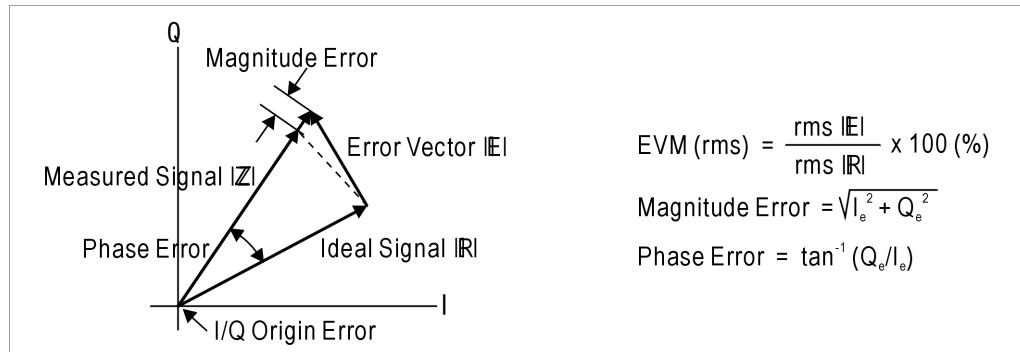 Q
Magnitude Error
Error Vector |E|
Measured Signal |Z|
Phase Error
Ideal Signal |R|
I
I/Q Origin Error
EVM (rms) = rms |E| / rms |R| x 100 (%)
Magnitude Error = √Iₑ² + Qₑ²
Phase Error = tan⁻¹ (Qₑ/Iₑ)